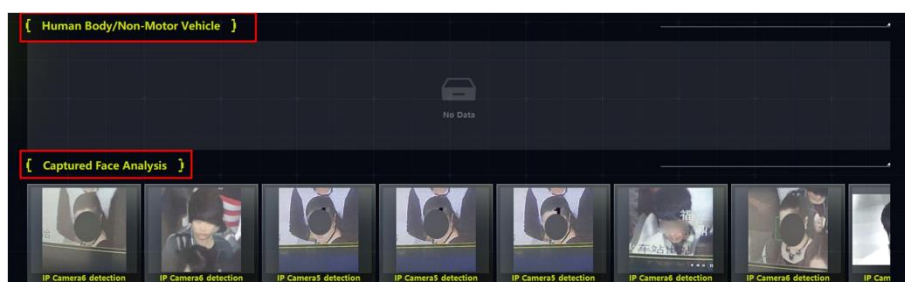 Human Body/Non-Motor Vehicle
No Data
Captured Face Analysis
IP Camera6 detection
IP Camera6 detection
IP Camera5 detection
IP Camera5 detection
IP Camera5 detection
IP Camera6 detection
IP Camera6 detection
IP Cam